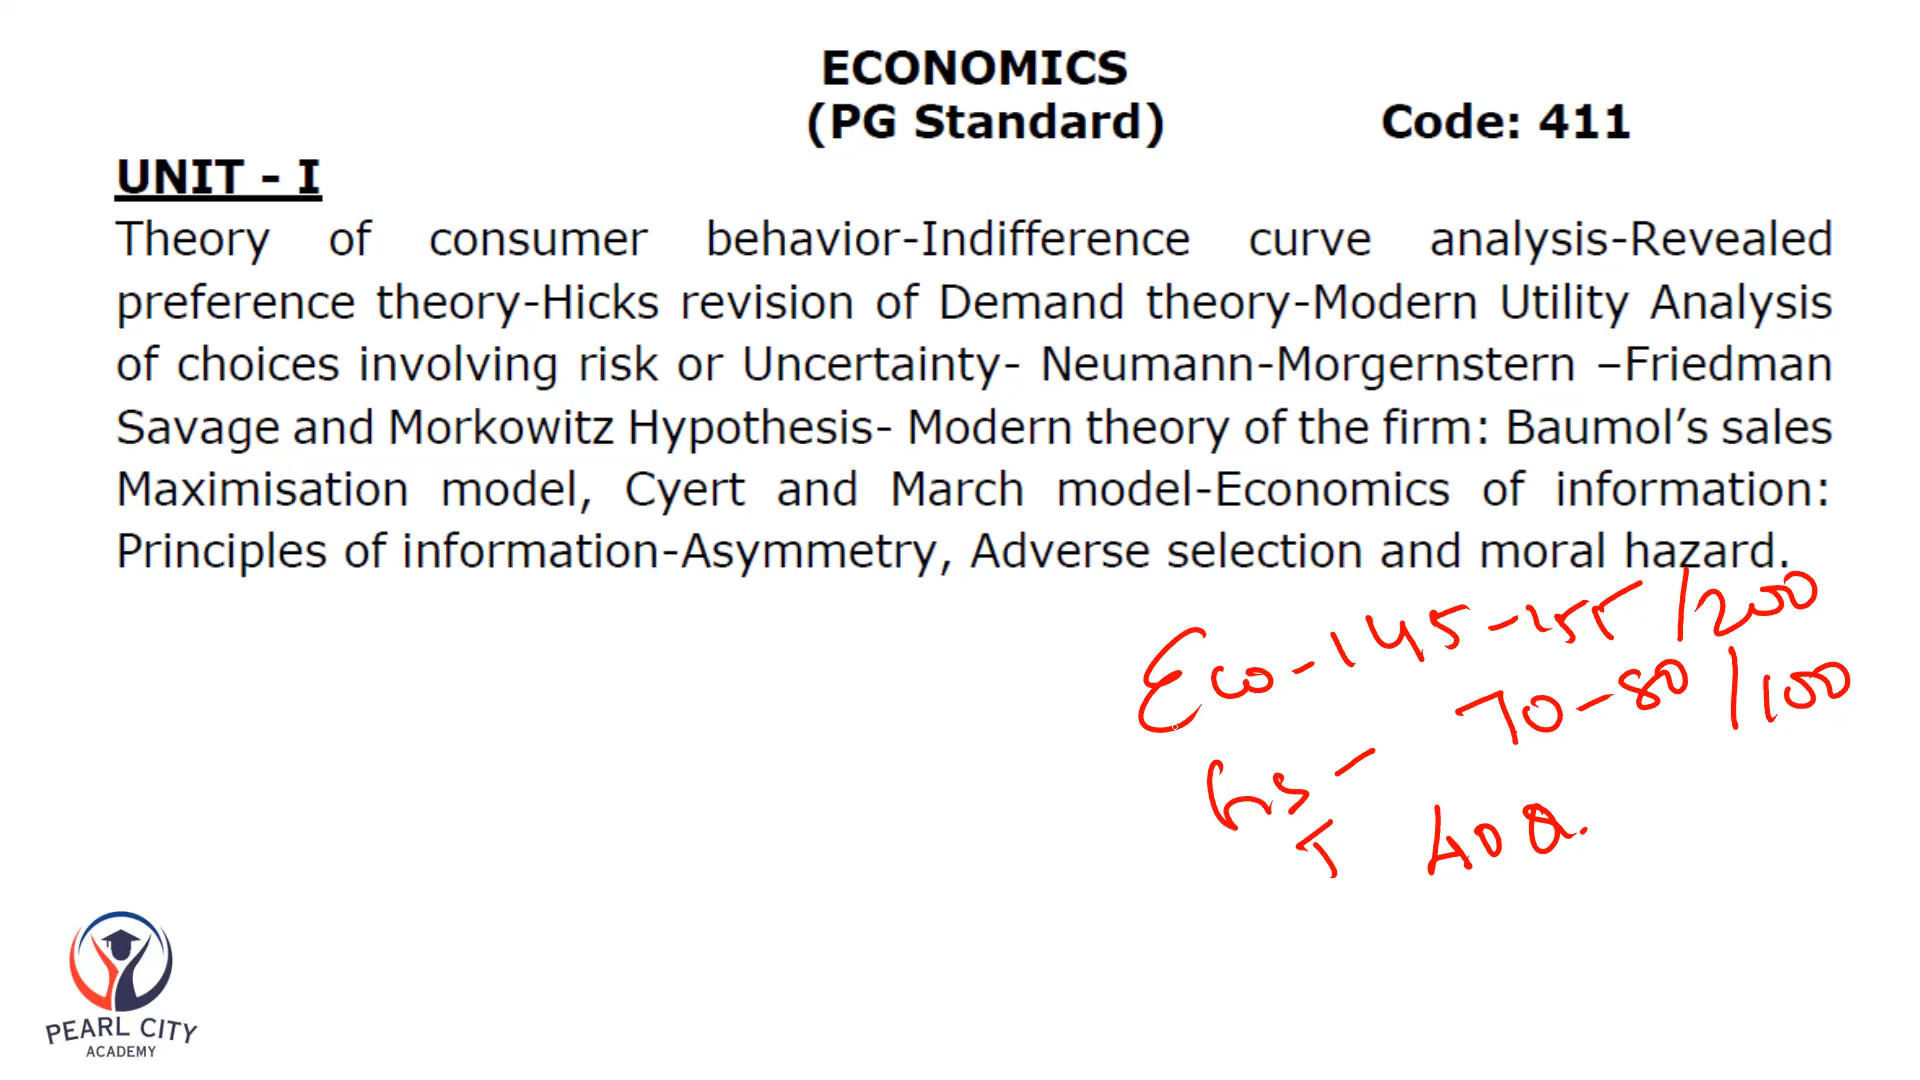 ECONOMICS
(PG Standard) Code: 411
UNIT - I
Theory of consumer behavior-Indifference curve analysis-Revealed
preference theory-Hicks revision of Demand theory-Modern Utility Analysis
of choices involving risk or Uncertainty- Neumann-Morgernstern –Friedman
Savage and Morkowitz Hypothesis- Modern theory of the firm: Baumol’s sales
Maximisation model, Cyert and March model-Economics of information:
Principles of information-Asymmetry, Adverse selection and moral hazard.
Eco-145-155/200
GS - 70-80/100
T 40Q.
PEARL CITY
ACADEMY